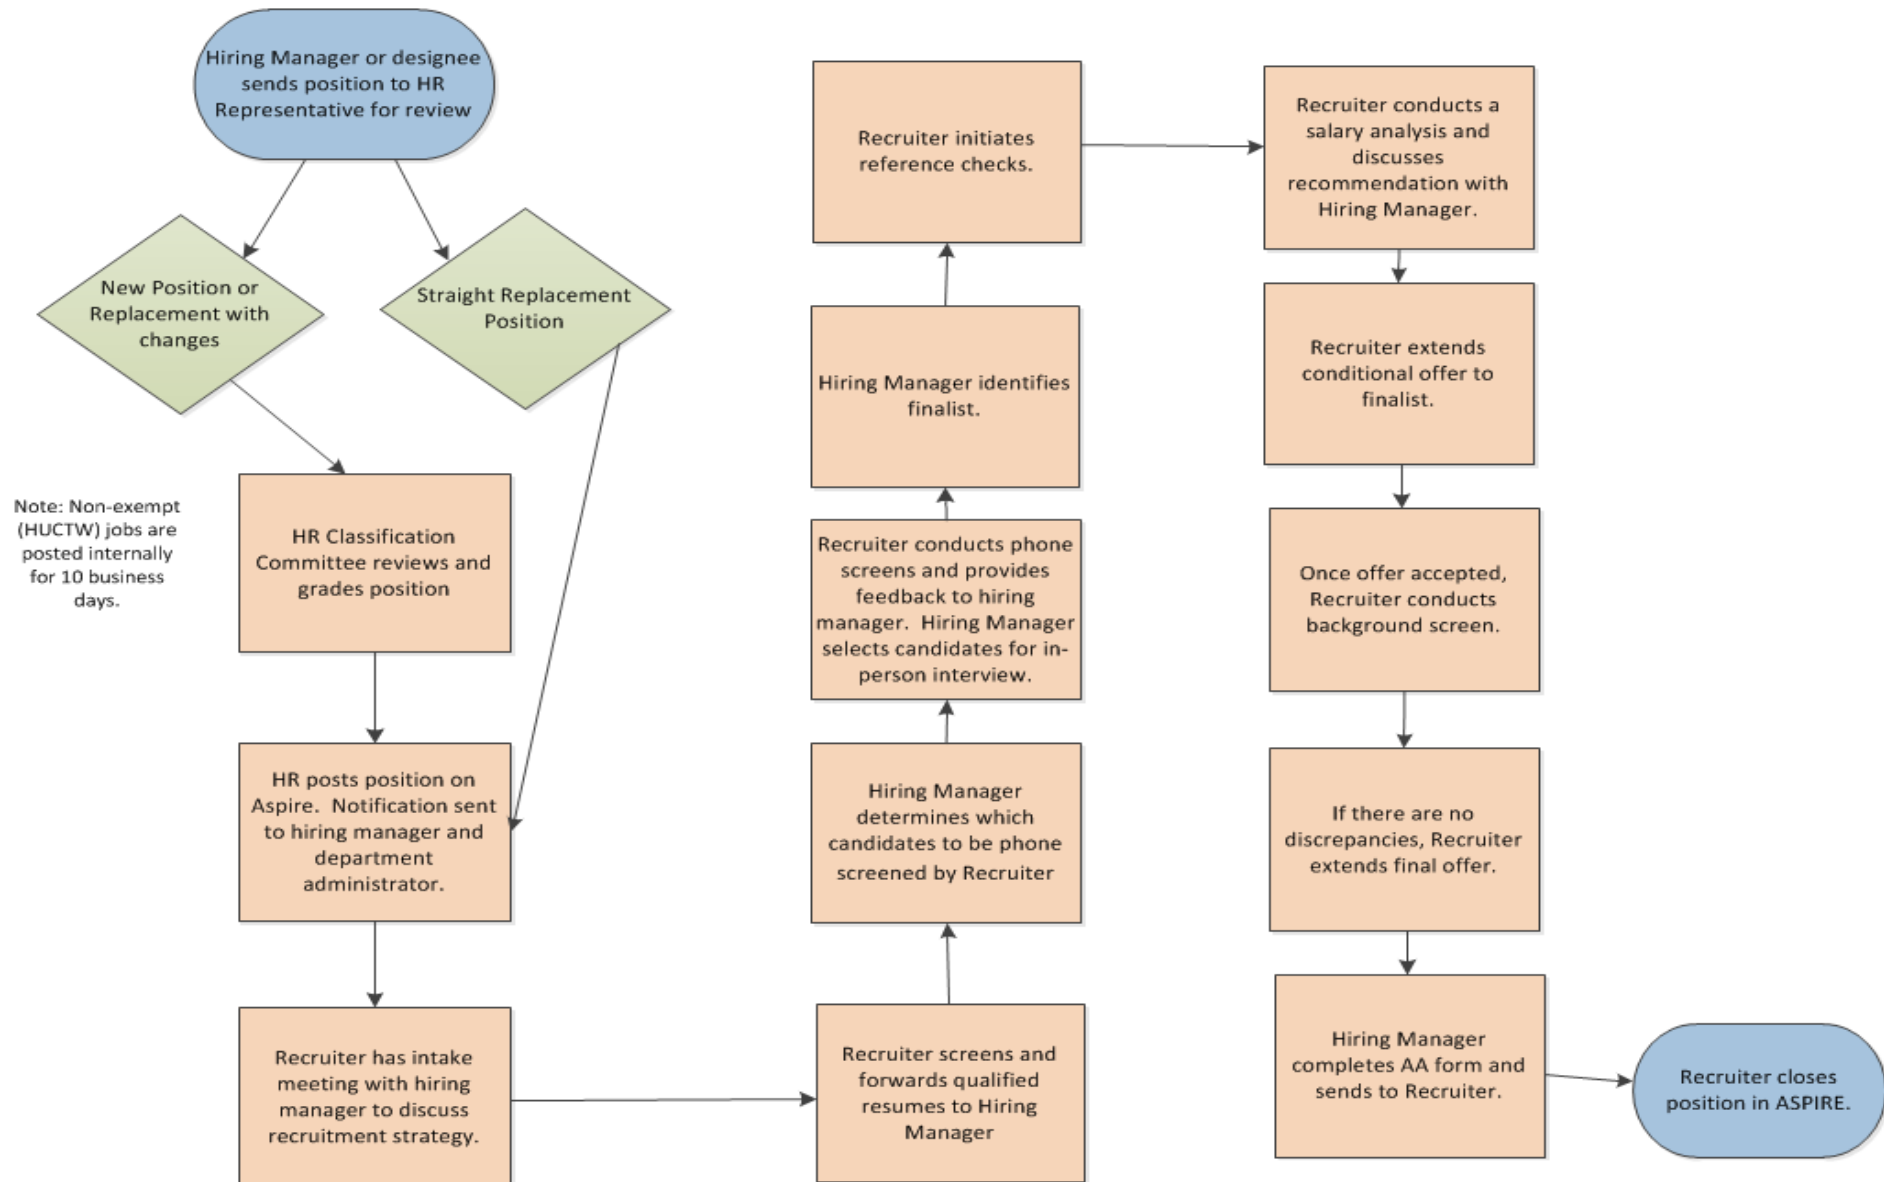 Hiring Manager or designee
sends position to HR
Representative for review
New Position or
Replacement with
changes
Straight Replacement
Position
Note: Non-exempt
(HUCTW) jobs are
posted internally
for 10 business
days.
HR Classification
Committee reviews and
grades position
HR posts position on
Aspire.  Notification sent
to hiring manager and
department
administrator.
Recruiter has intake
meeting with hiring
manager to discuss
recruitment strategy.
Recruiter screens and
forwards qualified
resumes to Hiring
Manager
Hiring Manager
determines which
candidates to be phone
screened by Recruiter
Recruiter conducts phone
screens and provides
feedback to hiring
manager.  Hiring Manager
selects candidates for in-
person interview.
Hiring Manager identifies
finalist.
Recruiter initiates
reference checks.
Recruiter conducts a
salary analysis and
discusses
recommendation with
Hiring Manager.
Recruiter extends
conditional offer to
finalist.
Once offer accepted,
Recruiter conducts
background screen.
If there are no
discrepancies, Recruiter
extends final offer.
Hiring Manager
completes AA form and
sends to Recruiter.
Recruiter closes
position in ASPIRE.